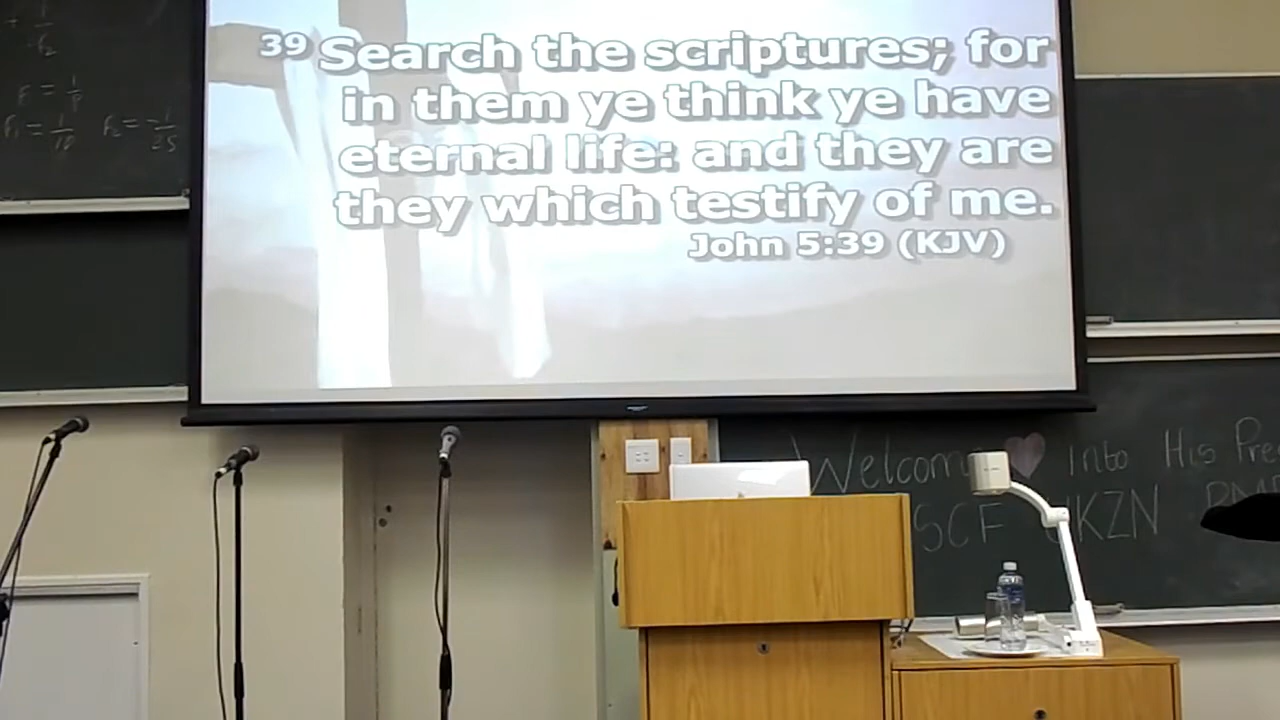 39 Search the scriptures; for
in them ye think ye have
eternal life: and they are
they which testify of me.
John 5:39 (KJV)
Welcome into His
SCF UKZN